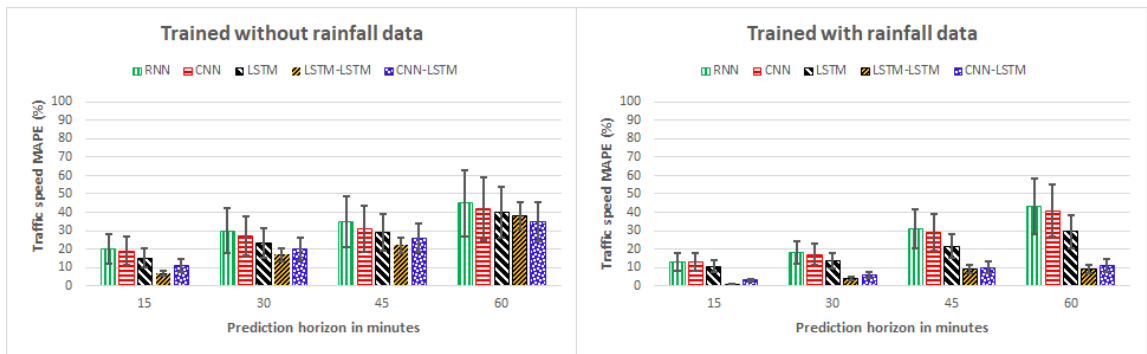 Trained without rainfall data
RNN CNN LSTM LSTM-LSTM CNN-LSTM
100
90
80
70
60
50
40
30
20
10
0
Traffic speed MAPE (%)
15 30 45 60
Prediction horizon in minutes
Trained with rainfall data
RNN CNN LSTM LSTM-LSTM CNN-LSTM
100
90
80
70
60
50
40
30
20
10
0
Traffic speed MAPE (%)
15 30 45 60
Prediction horizon in minutes